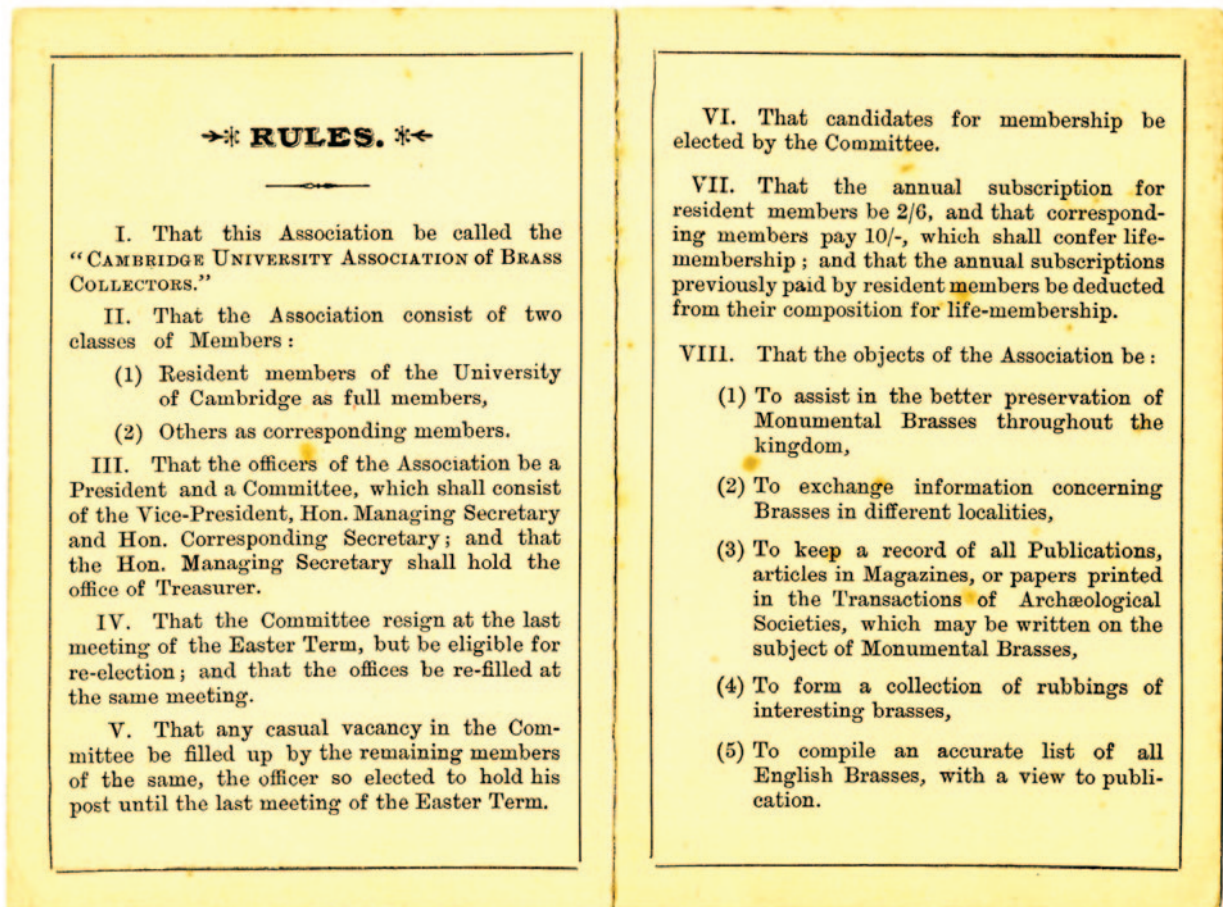 RULES.
I. That this Association be called the
"CAMBRIDGE UNIVERSITY ASSOCIATION of BRASS
COLLECTORS."
II. That the Association consist of two
classes of Members :
(1) Resident members of the University
of Cambridge as full members,
(2) Others as corresponding members.
III. That the officers of the Association be a
President and a Committee, which shall consist
of the Vice-President, Hon. Managing Secretary
and Hon. Corresponding Secretary; and that
the Hon. Managing Secretary shall hold the
office of Treasurer.
IV. That the Committee resign at the last
meeting of the Easter Term, but be eligible for
re-election; and that the offices be re-filled at
the same meeting.
V. That any casual vacancy in the Com-
mittee be filled up by the remaining members
of the same, the officer so elected to hold his
post until the last meeting of the Easter Term.
VI. That candidates for membership be
elected by the Committee.
VII. That the annual subscription for
resident members be 2/6, and that correspond-
ing members pay 10/-, which shall confer life-
membership ; and that the annual subscriptions
previously paid by resident members be deducted
from their composition for life-membership.
VIII. That the objects of the Association be :
(1) To assist in the better preservation of
Monumental Brasses throughout the
kingdom,
(2) To exchange information concerning
Brasses in different localities,
(3) To keep a record of all Publications,
articles in Magazines, or papers printed
in the Transactions of Archæological
Societies, which may be written on the
subject of Monumental Brasses,
(4) To form a collection of rubbings of
interesting brasses,
(5) To compile an accurate list of all
English Brasses, with a view to publi-
cation.